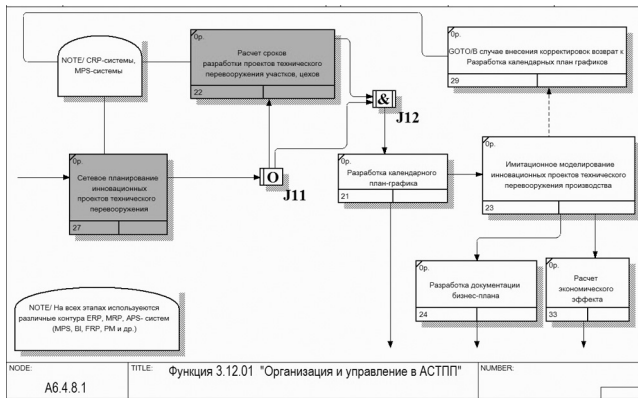 NOTE/ CRP-системы,
MPS-системы
0р.
Расчет сроков
разработки проектов технического
перевооружения участков, цехов
22
&
J12
0р.
GOTO/В случае внесения корректировок возврат к
Разработка календарных план графиков
29
0р.
Сетевое планирование
инновационных
проектов технического
перевооружения
27
O
J11
0р.
Разработка календарного
план-графика
21
0р.
Имитационное моделирование
инновационных проектов технического
перевооружения производства
23
0р.
Разработка документации
бизнес-плана
24
0р.
Расчет
экономического
эффекта
33
NOTE/ На всех этапах используются
различные контура ERP, MRP, APS- систем
(MPS, BI, FRP, PM и др.)
NODE:
A6.4.8.1
TITLE:
Функция 3.12.01 "Организация и управление в АСТПП"
NUMBER: